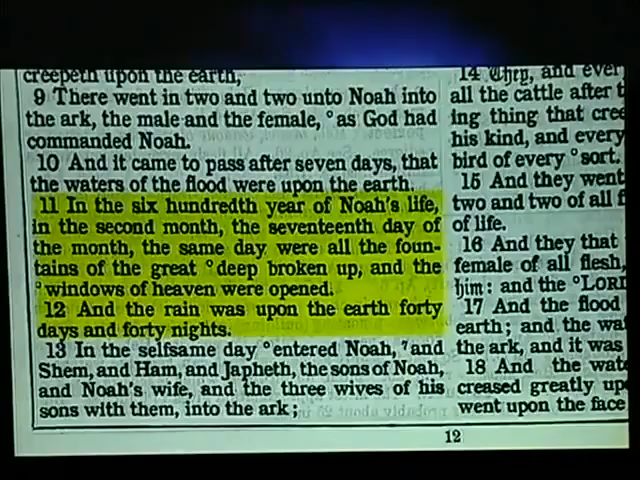 creepeth upon the earth,
9 There went in two and two unto Noah into
the ark, the male and the female, °as God had
commanded Noah.
10 And it came to pass after seven days, that
the waters of the flood were upon the earth.
11 In the six hundredth year of Noah's life,
in the second month, the seventeenth day of
the month, the same day were all the foun-
tains of the great °deep broken up, and the
°windows of heaven were opened.
12 And the rain was upon the earth forty
days and forty nights.
13 In the selfsame day °entered Noah, 7and
Shem, and Ham, and Japheth, the sons of Noah,
and Noah's wife, and the three wives of his
sons with them, into the ark;
14 They, and ever
all the cattle after t
ing thing that cree
his kind, and every
bird of every °sort.
15 And they went
two and two of all f
of life.
16 And they that
female of all flesh,
him: and the °LORD
17 And the flood
earth; and the wa
the ark, and it was
18 And the wate
creased greatly up
went upon the face
12